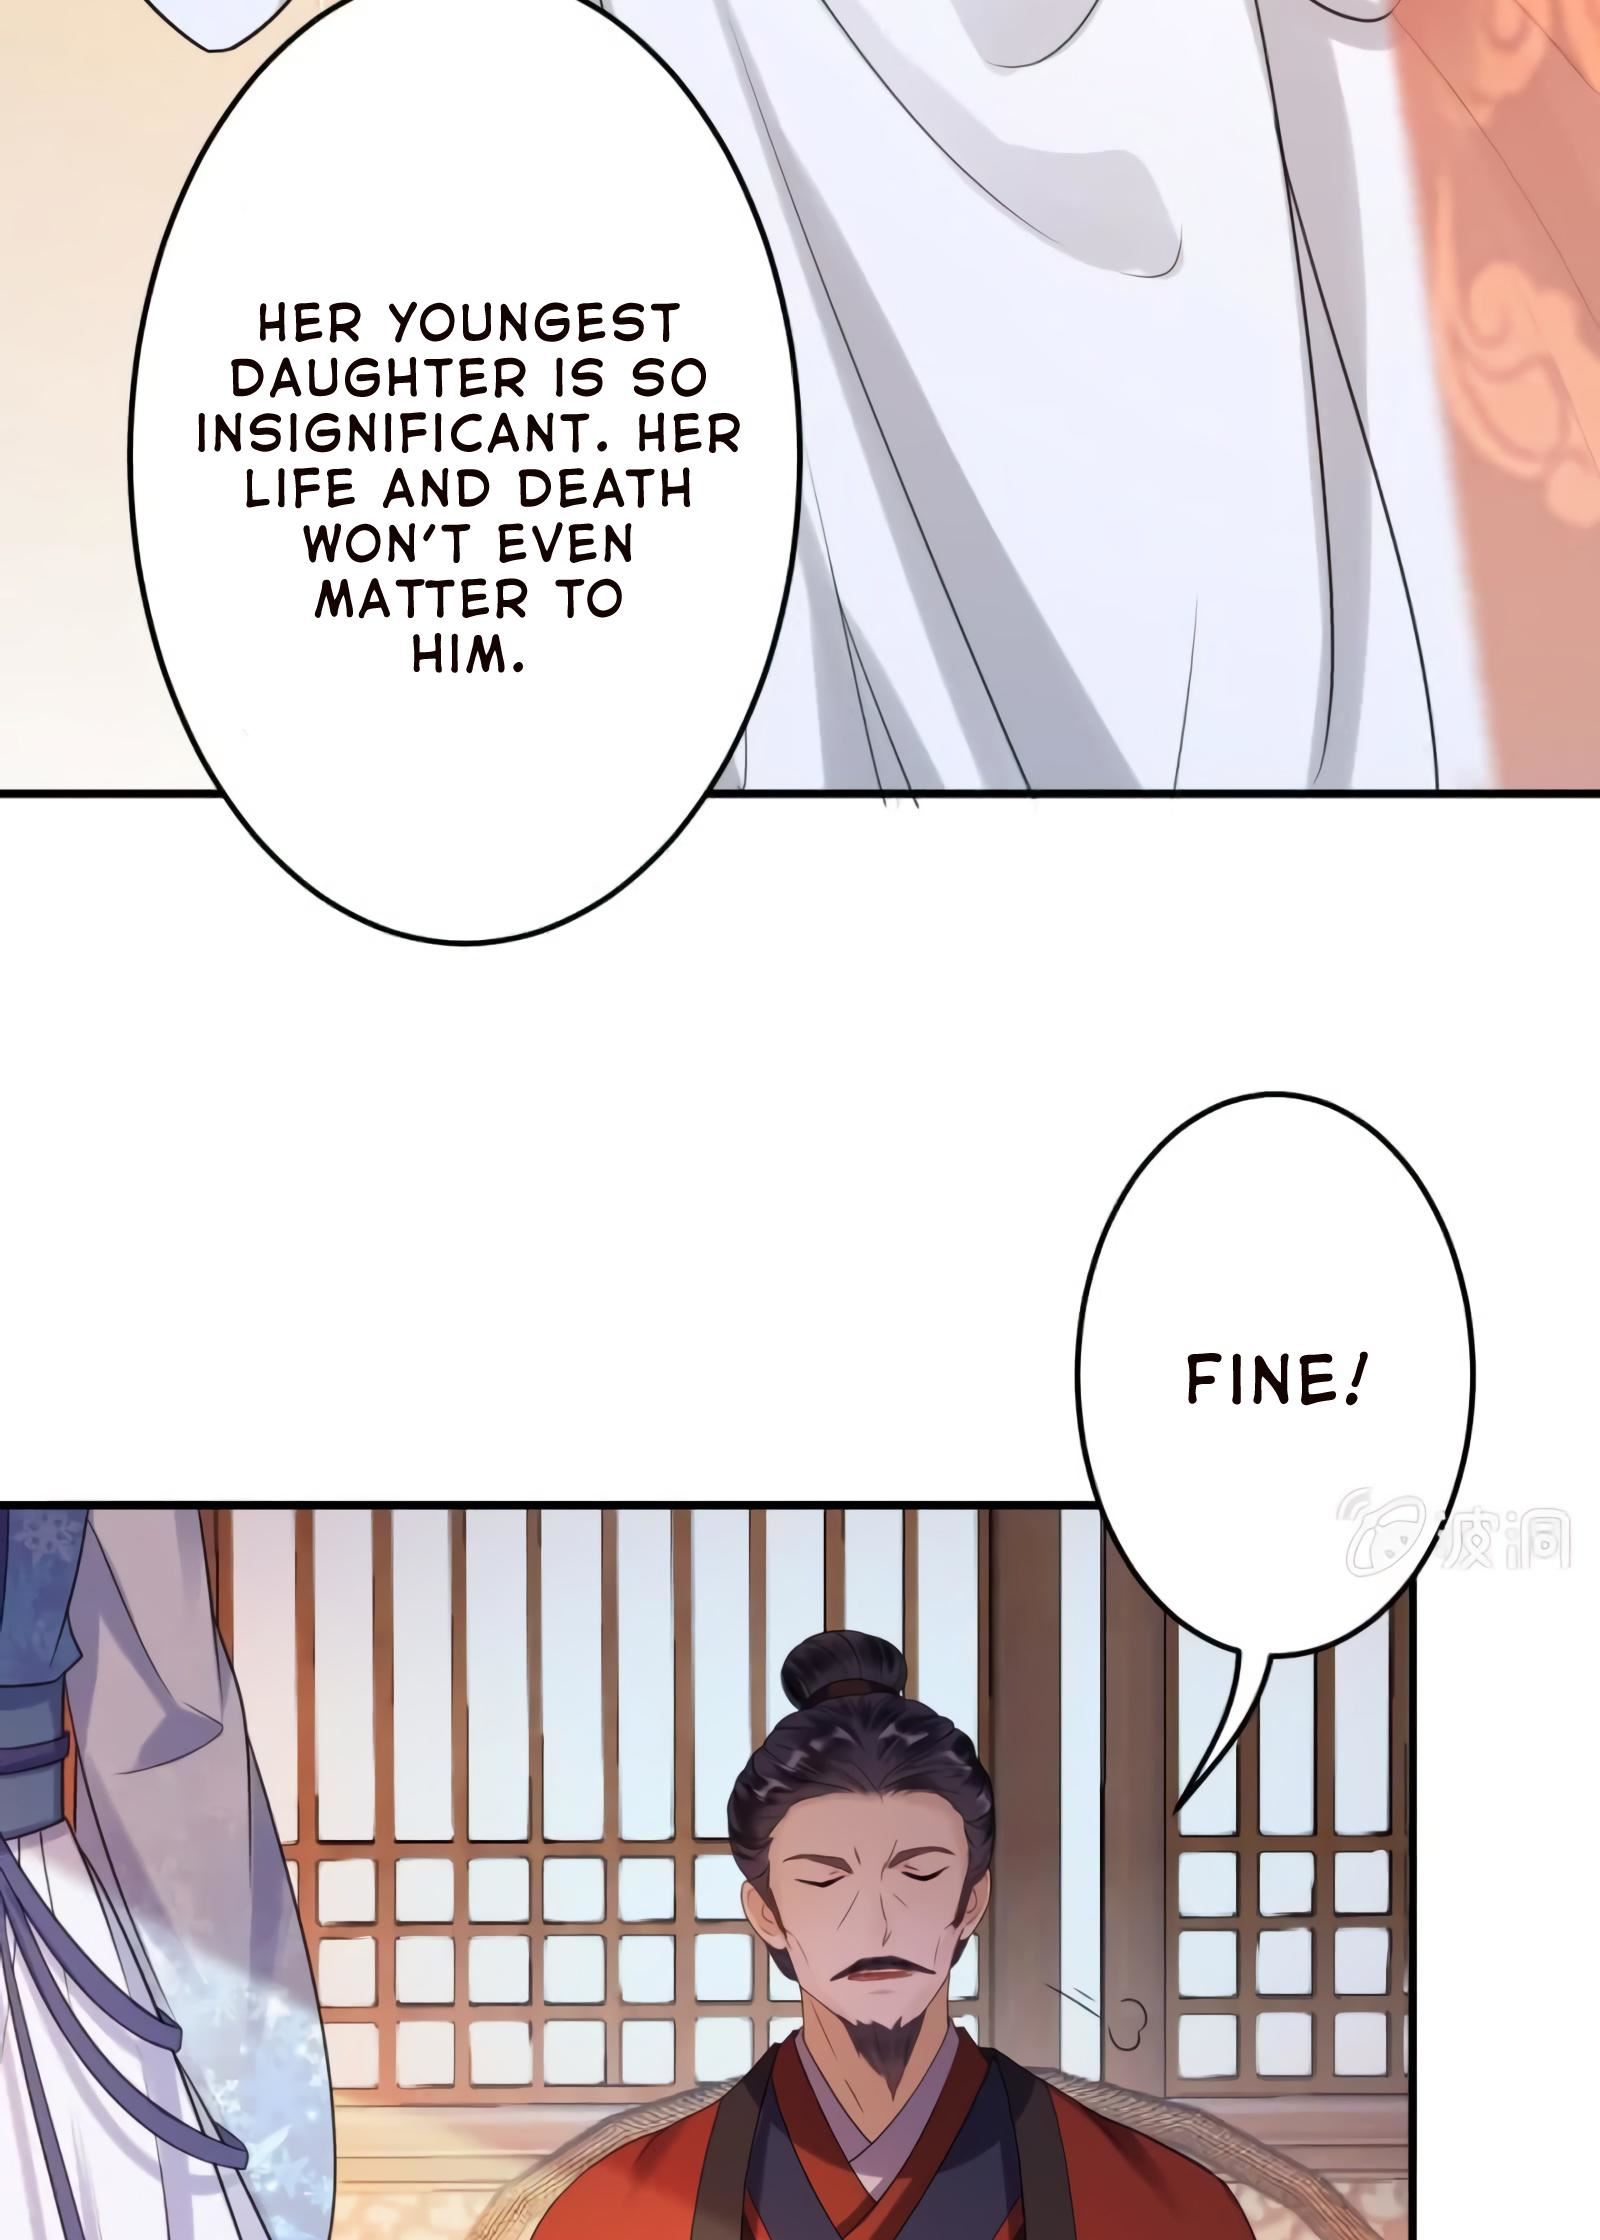 HER YOUNGEST
DAUGHTER IS SO
INSIGNIFICANT. HER
LIFE AND DEATH
WON'T EVEN
MATTER TO
HIM.
FINE!
波洞